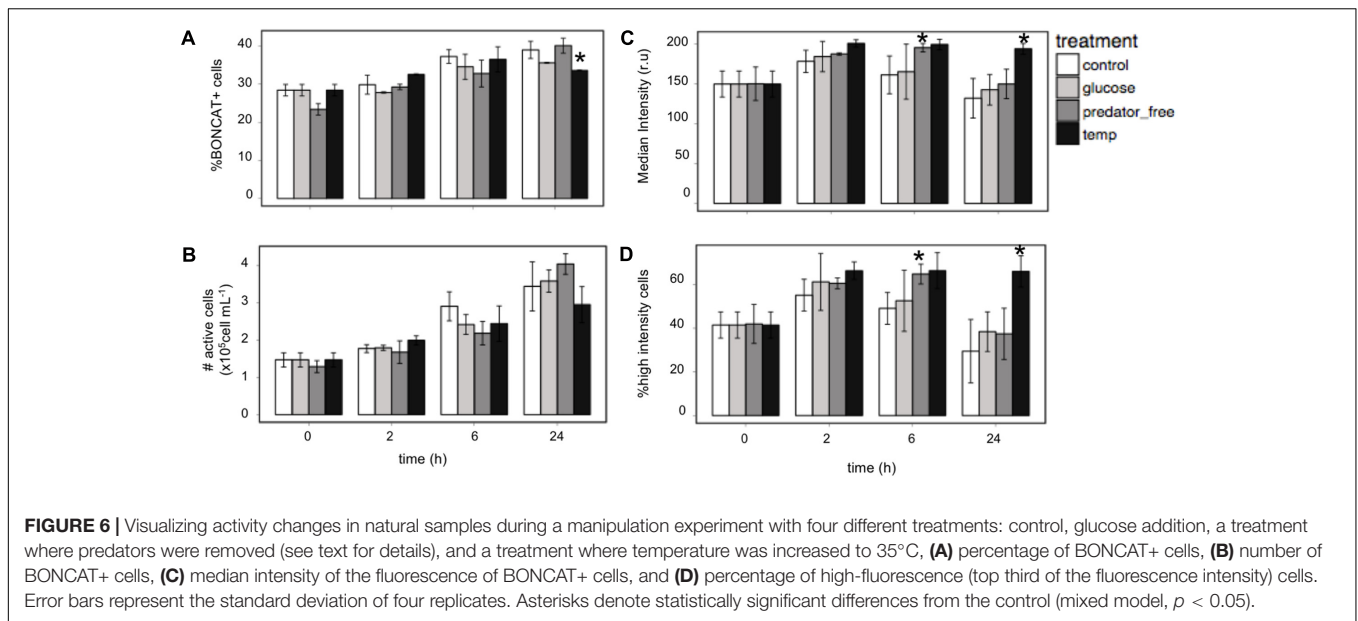 A
%BONCAT+ cells
40
30
20
10
0
*
C
Median Intensity (r.u)
200
150
100
50
0
*
*
treatment
control
glucose
predator_free
temp
B
# active cells
(x10⁵cell mL⁻¹)
4
3
2
1
0
0 2 6 24
time (h)
D
%high intensity cells
60
40
20
0
*
*
0 2 6 24
time (h)
FIGURE 6 | Visualizing activity changes in natural samples during a manipulation experiment with four different treatments: control, glucose addition, a treatment
where predators were removed (see text for details), and a treatment where temperature was increased to 35°C, (A) percentage of BONCAT+ cells, (B) number of
BONCAT+ cells, (C) median intensity of the fluorescence of BONCAT+ cells, and (D) percentage of high-fluorescence (top third of the fluorescence intensity) cells.
Error bars represent the standard deviation of four replicates. Asterisks denote statistically significant differences from the control (mixed model, p < 0.05).